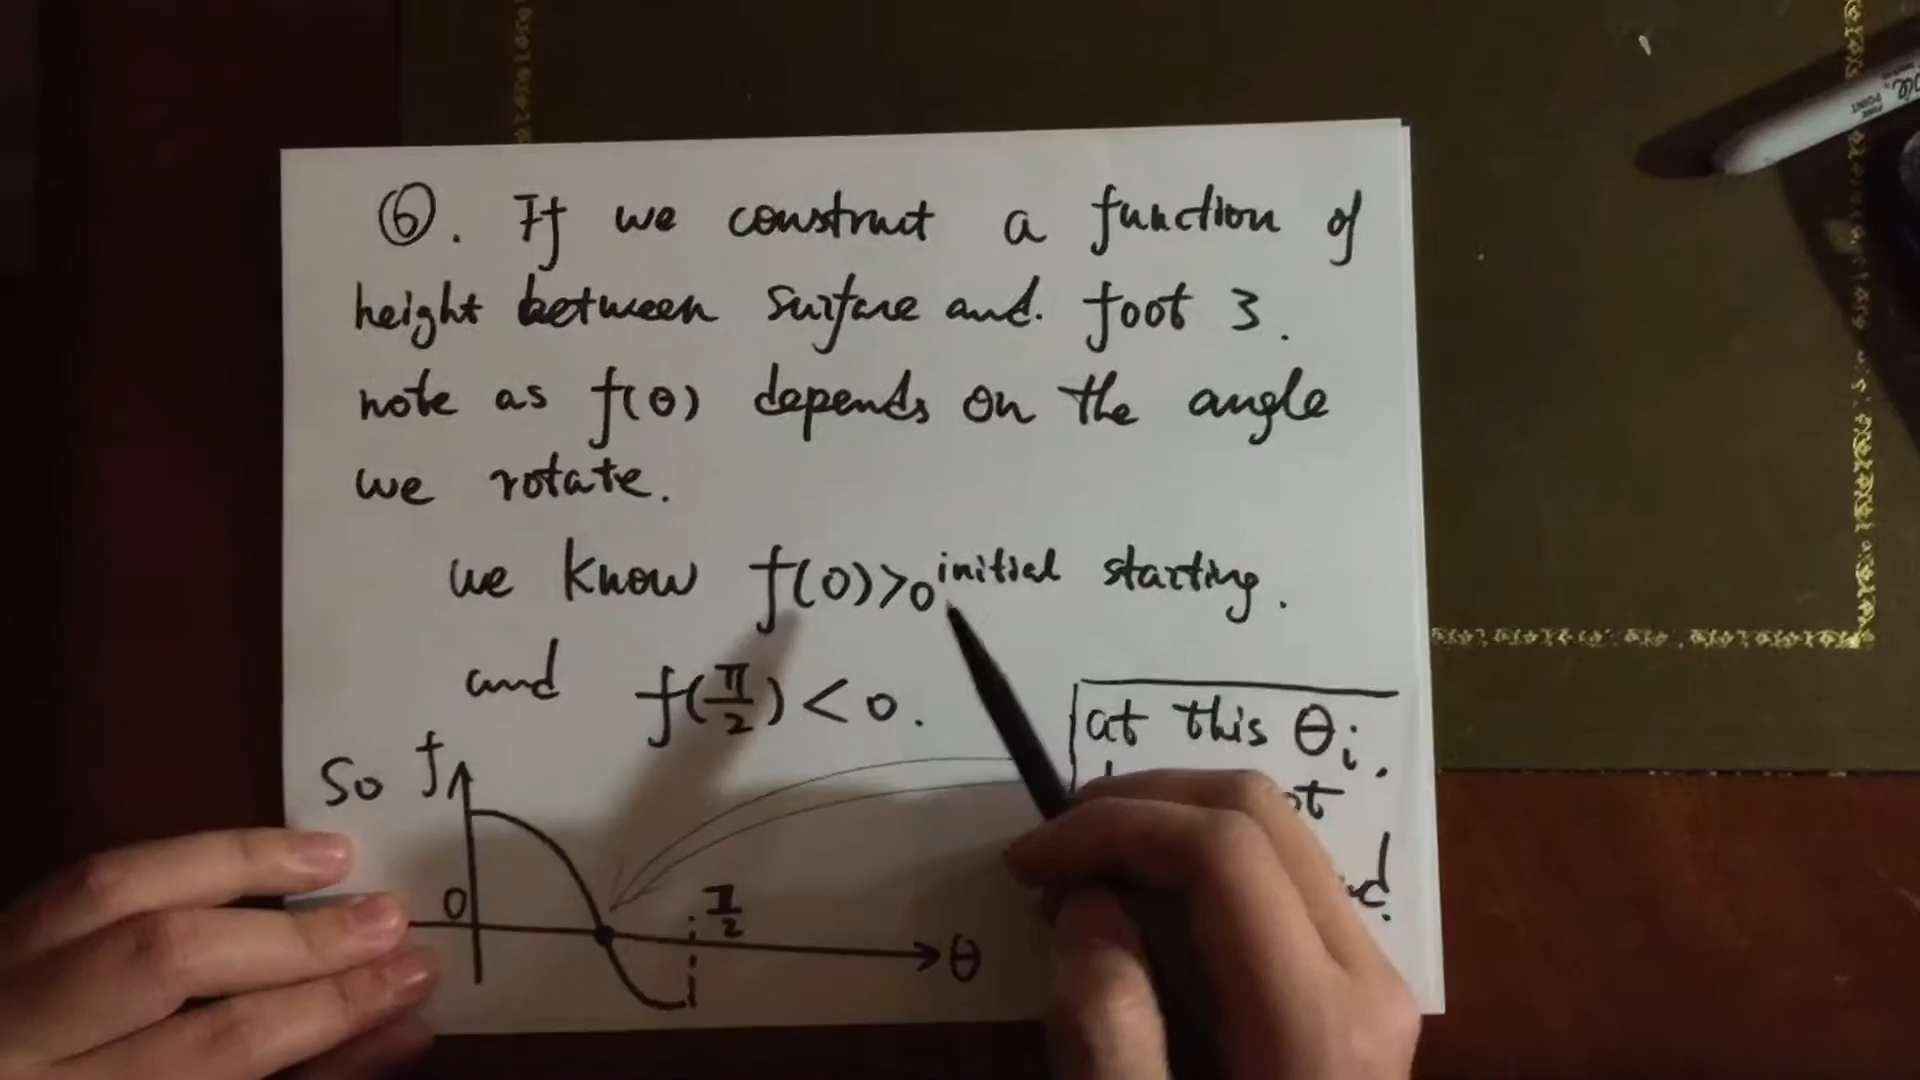 ⑥. If we construct a function of
height between surface and. foot 3.
note as f(θ) depends on the angle
we rotate.
we know f(0)>0 initial starting.
and f(π/2) < 0.
So f
at this θi.
0
π/2
θ
POINT